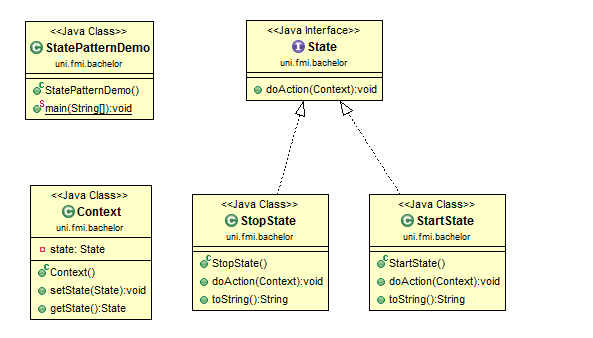 <<Java Class>>
StatePatternDemo
uni.fmi.bachelor
StatePatternDemo()
main(String[]):void
<<Java Interface>>
State
uni.fmi.bachelor
doAction(Context):void
<<Java Class>>
Context
uni.fmi.bachelor
state: State
Context()
setState(State):void
getState():State
<<Java Class>>
StopState
uni.fmi.bachelor
StopState()
doAction(Context):void
toString():String
<<Java Class>>
StartState
uni.fmi.bachelor
StartState()
doAction(Context):void
toString():String